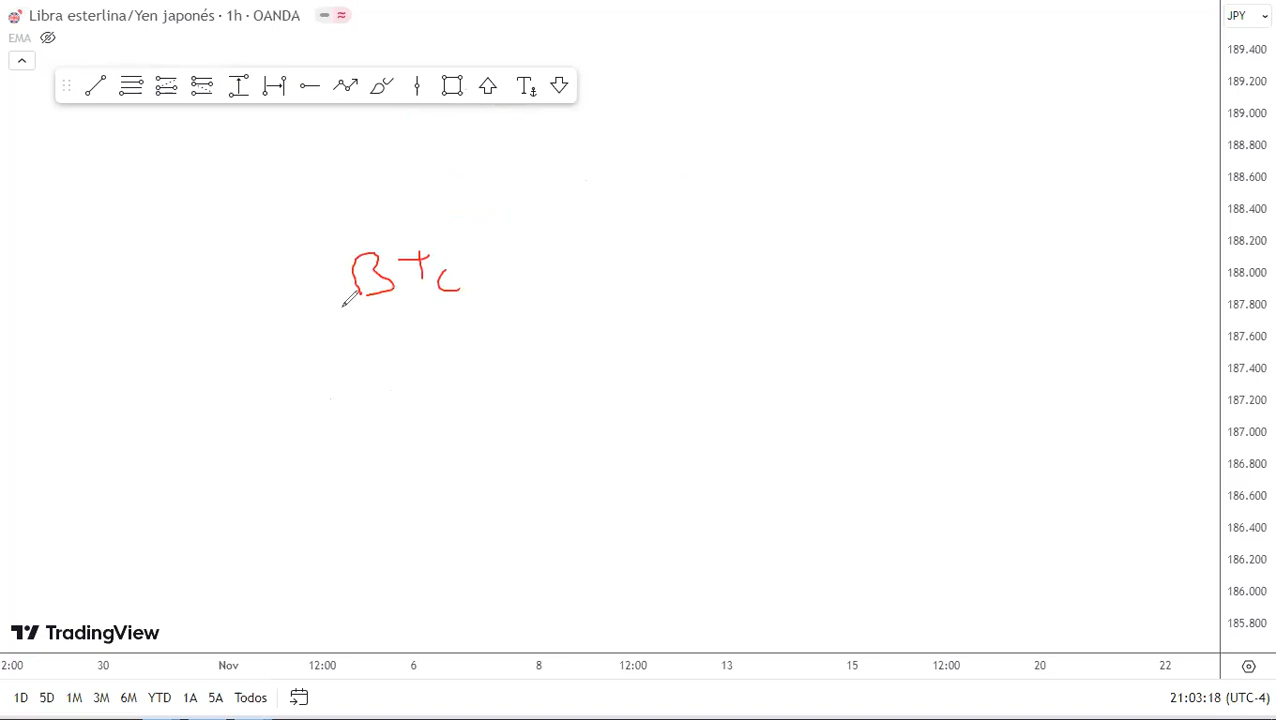 Libra esterlina/Yen japonés · 1h · OANDA
JPY
EMA
189.400
189.200
189.000
188.800
188.600
188.400
188.200
188.000
187.800
187.600
187.400
187.200
187.000
186.800
186.600
186.400
186.200
186.000
185.800
B+c
TradingView
2:00 30 Nov 12:00 6 8 12:00 13 15 12:00 20 22
1D 5D 1M 3M 6M YTD 1A 5A Todos 21:03:18 (UTC-4)